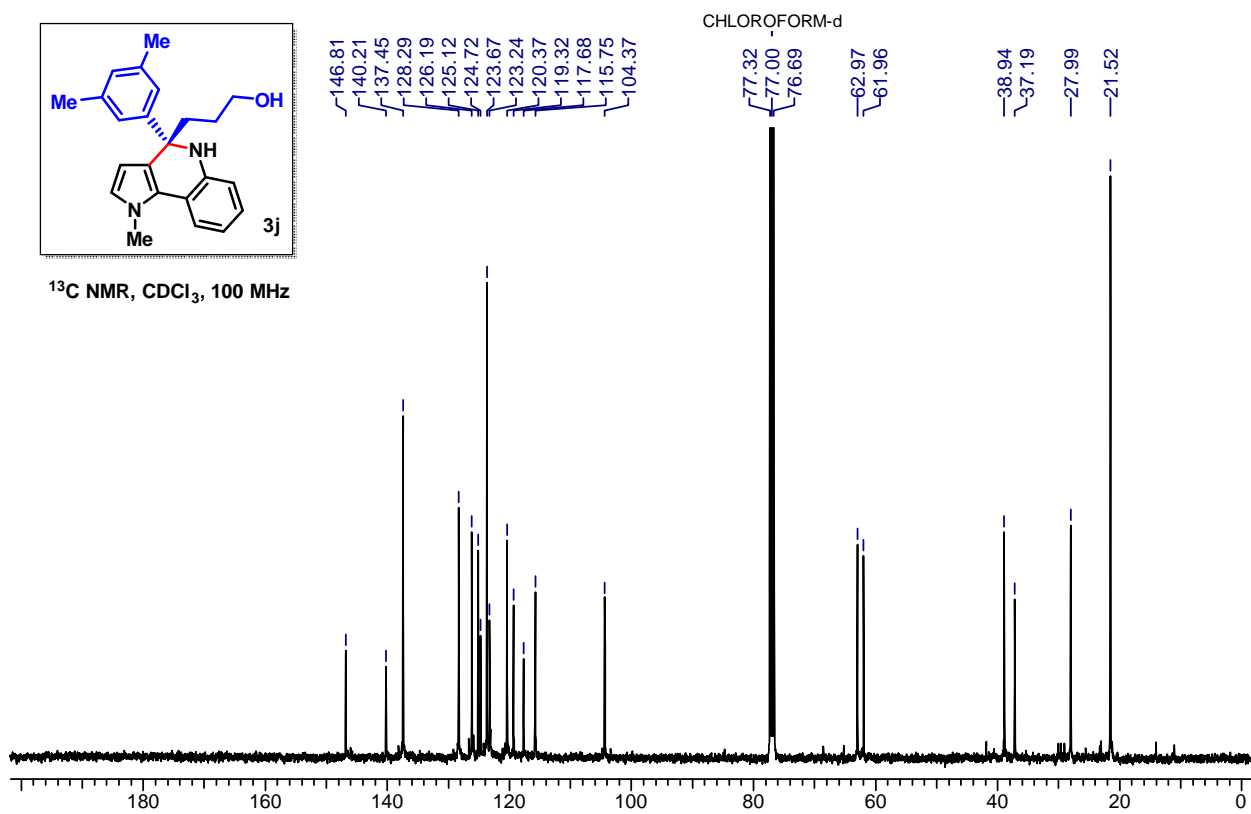 Me
Me
OH
NH
N
Me
3j
13C NMR, CDCl3, 100 MHz
CHLOROFORM-d
146.81
140.21
137.45
128.29
126.19
125.12
124.72
123.67
123.24
120.37
119.32
117.68
115.75
104.37
77.32
77.00
76.69
62.97
61.96
38.94
37.19
27.99
21.52
180 160 140 120 100 80 60 40 20 0